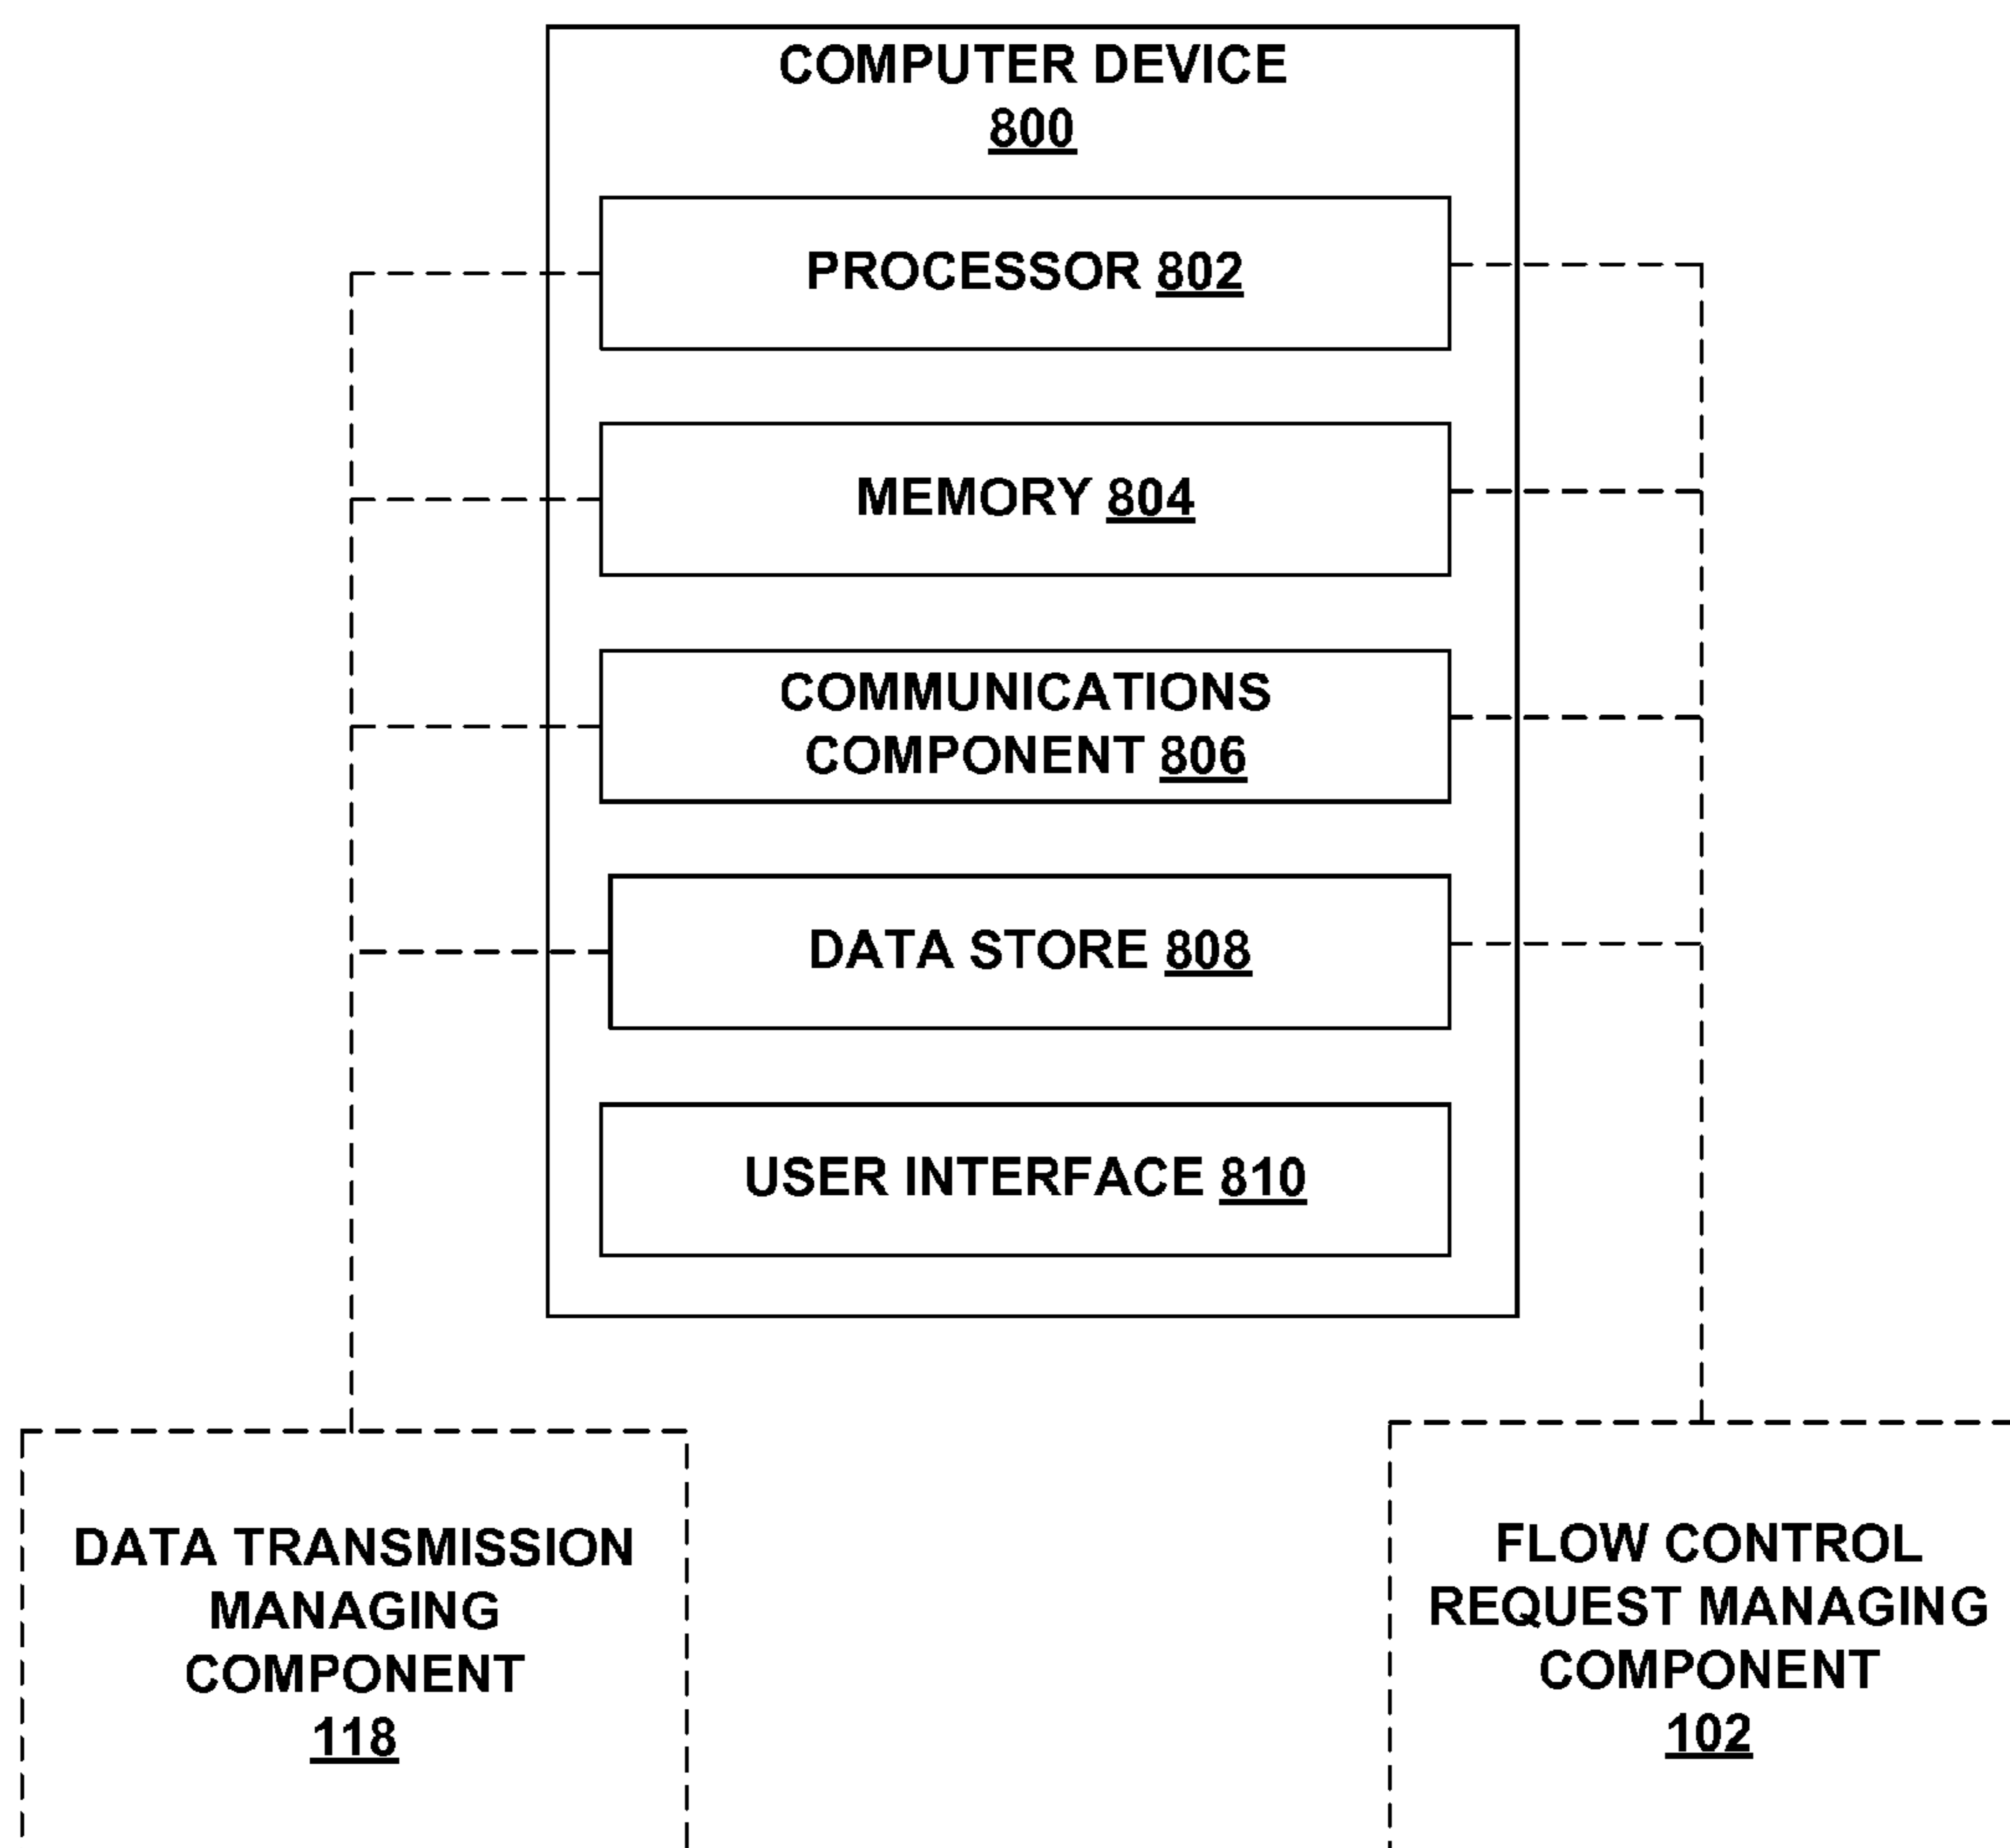 COMPUTER DEVICE
800
PROCESSOR 802
MEMORY 804
COMMUNICATIONS
COMPONENT 806
DATA STORE 808
USER INTERFACE 810
DATA TRANSMISSION
MANAGING
COMPONENT
118
FLOW CONTROL
REQUEST MANAGING
COMPONENT
102